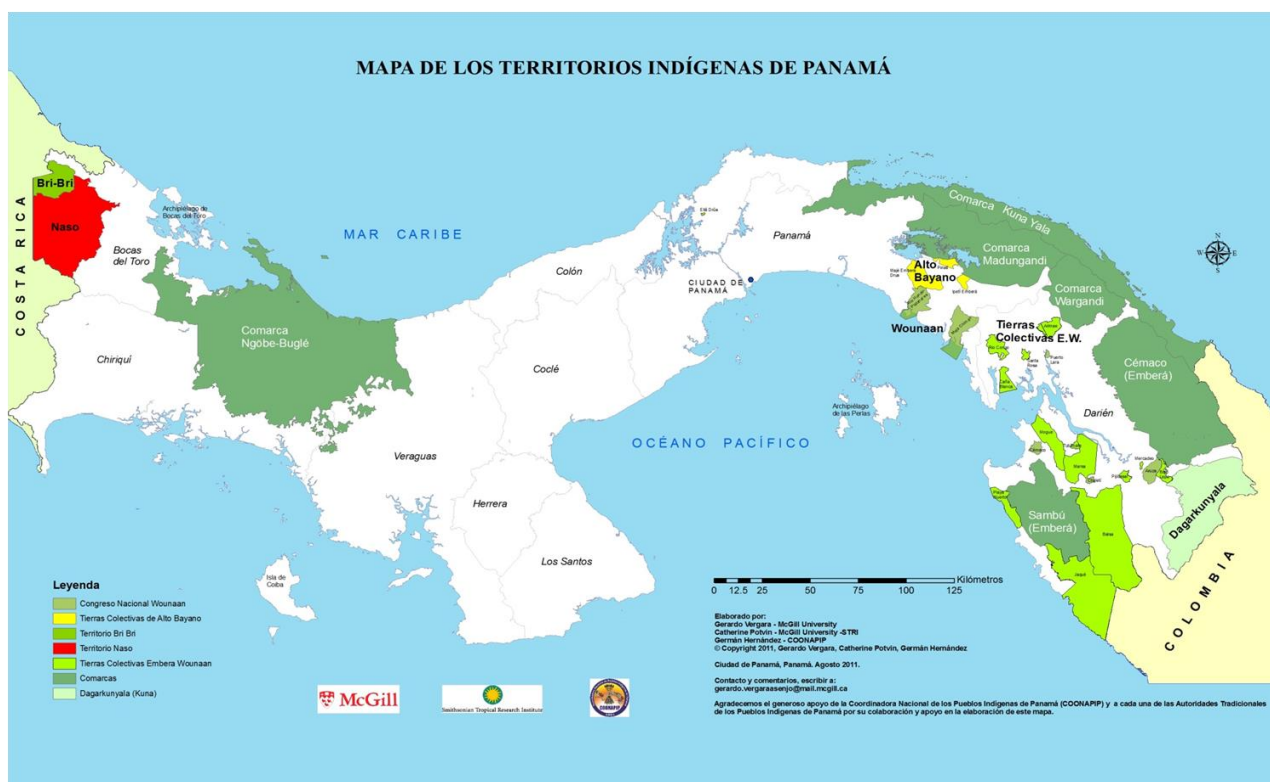 MAPA DE LOS TERRITORIOS INDÍGENAS DE PANAMÁ
COSTA RICA
Bri-Bri
Naso
Bocas
del Toro
Archipiélago de
Bocas del Toro
MAR CARIBE
Chiriquí
Comarca
Ngöbe-Buglé
Veraguas
Isla de
Coiba
Herrera
Los Santos
Coclé
Colón
CIUDAD DE
PANAMÁ
Panamá
OCÉANO PACÍFICO
Archipiélago
de las Perlas
Comarca Kuna Yala
Comarca
Madungandi
Alto
Bayano
Comarca
Wargandi
Wounaan
Tierras
Colectivas E.W.
Cémaco
(Emberá)
Darién
Sambú
(Emberá)
Dagarkunyala
COLOMBIA
N
W
E
S
Leyenda
Congreso Nacional Wounaan
Tierras Colectivas de Alto Bayano
Territorio Bri Bri
Territorio Naso
Tierras Colectivas Embera Wounaan
Comarcas
Dagarkunyala (Kuna)
McGill
Smithsonian Tropical Research Institute
COONAPIP
Kilómetros
0 12.5 25 50 75 100 125
Elaborado por:
Gerardo Vergara - McGill University
Catherine Potvin - McGill University -STRI
Germán Hernández - COONAPIP
© Copyright 2011, Gerardo Vergara, Catherine Potvin, Germán Hernández
Ciudad de Panamá, Panamá. Agosto 2011.
Contacto y comentarios, escribir a:
gerardo.vergaraasenjo@mail.mcgill.ca
Agradecemos el generoso apoyo de la Coordinadora Nacional de los Pueblos Indígenas de Panamá (COONAPIP) y a cada una de las Autoridades Tradicionales
de los Pueblos Indígenas de Panamá por su colaboración y apoyo en la elaboración de este mapa.